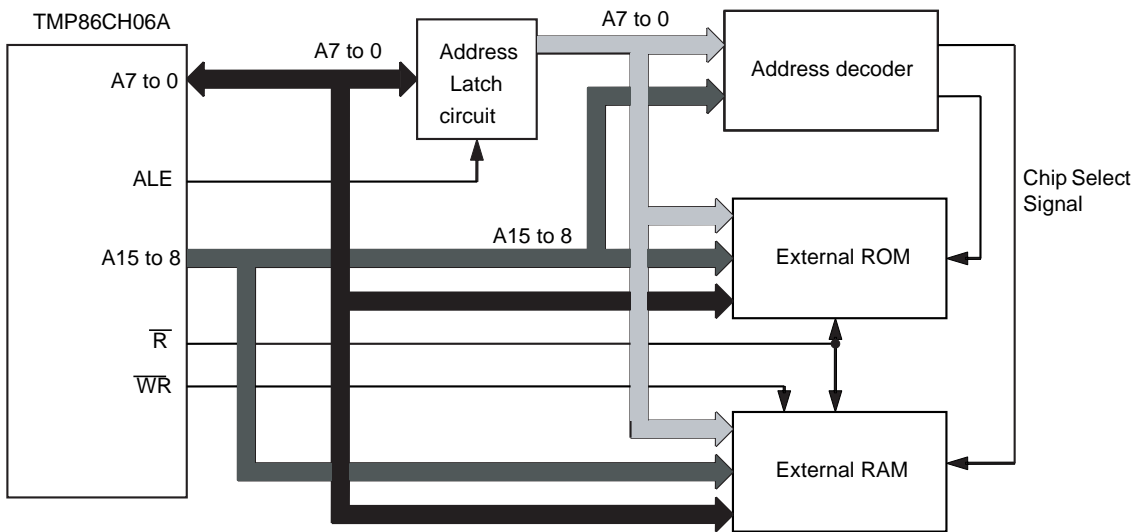 TMP86CH06A
A7 to 0
A7 to 0
A7 to 0
Address
Latch
circuit
Address decoder
ALE
Chip Select
Signal
A15 to 8
A15 to 8
External ROM
R
WR
External RAM